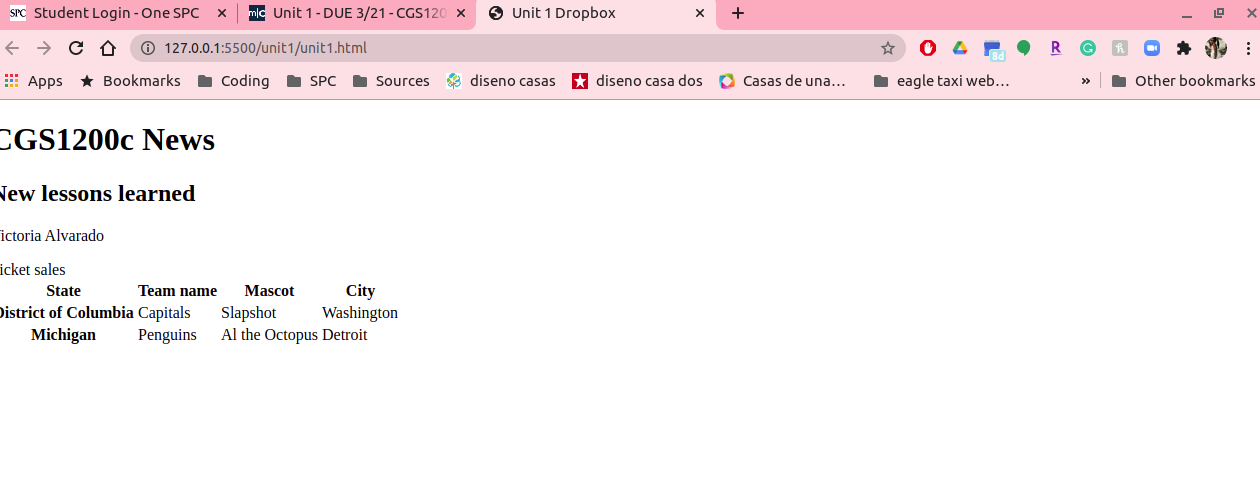 SPC Student Login - One SPC
m|c Unit 1 - DUE 3/21 - CGS120
Unit 1 Dropbox
127.0.0.1:5500/unit1/unit1.html
8d
R
Apps Bookmarks Coding SPC Sources diseno casas diseno casa dos Casas de una… eagle taxi web… » Other bookmarks
CGS1200c News
New lessons learned
ictoria Alvarado
icket sales
State Team name Mascot City
District of Columbia Capitals Slapshot Washington
Michigan Penguins Al the Octopus Detroit